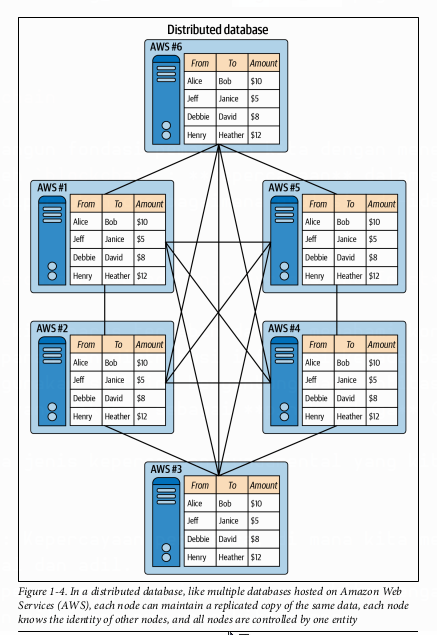 Distributed database
AWS #6
From To Amount
Alice Bob $10
Jeff Janice $5
Debbie David $8
Henry Heather $12
AWS #1
From To Amount
Alice Bob $10
Jeff Janice $5
Debbie David $8
Henry Heather $12
AWS #5
From To Amount
Alice Bob $10
Jeff Janice $5
Debbie David $8
Henry Heather $12
AWS #2
From To Amount
Alice Bob $10
Jeff Janice $5
Debbie David $8
Henry Heather $12
AWS #4
From To Amount
Alice Bob $10
Jeff Janice $5
Debbie David $8
Henry Heather $12
AWS #3
From To Amount
Alice Bob $10
Jeff Janice $5
Debbie David $8
Henry Heather $12
Figure 1-4. In a distributed database, like multiple databases hosted on Amazon Web
Services (AWS), each node can maintain a replicated copy of the same data, each node
knows the identity of other nodes, and all nodes are controlled by one entity